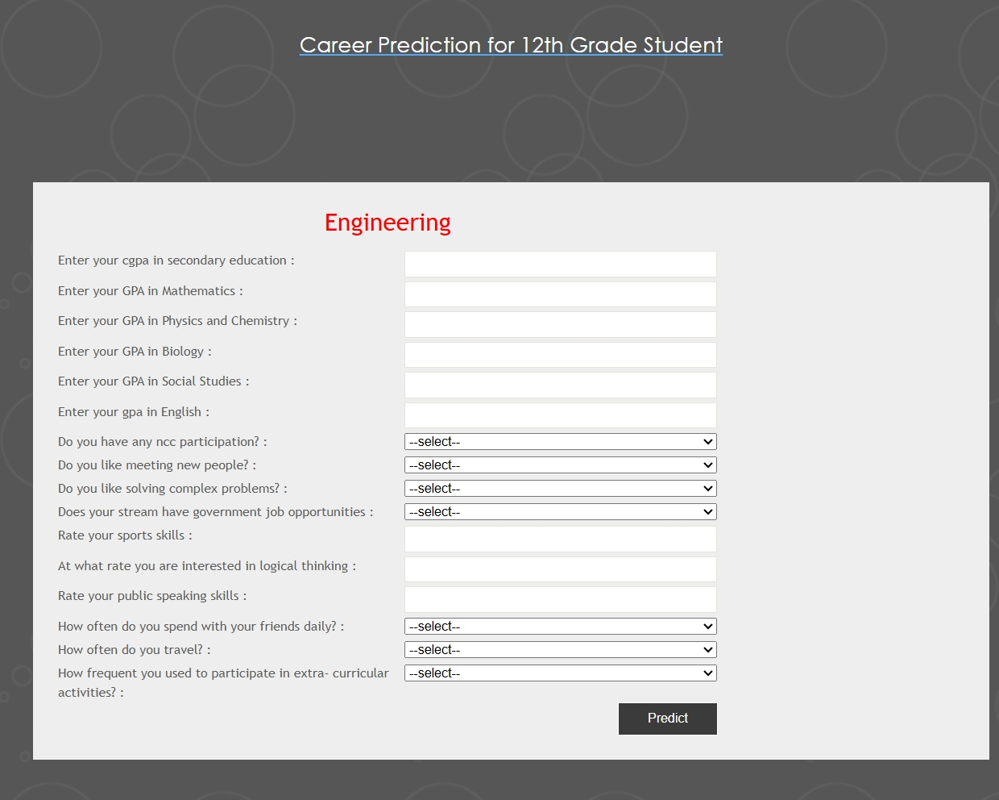 Career Prediction for 12th Grade Student
Engineering
Enter your cgpa in secondary education :
Enter your GPA in Mathematics :
Enter your GPA in Physics and Chemistry :
Enter your GPA in Biology :
Enter your GPA in Social Studies :
Enter your gpa in English :
Do you have any ncc participation? : --select--
Do you like meeting new people? : --select--
Do you like solving complex problems? : --select--
Does your stream have government job opportunities : --select--
Rate your sports skills :
At what rate you are interested in logical thinking :
Rate your public speaking skills :
How often do you spend with your friends daily? : --select--
How often do you travel? : --select--
How frequent you used to participate in extra- curricular --select--
activities? :
Predict